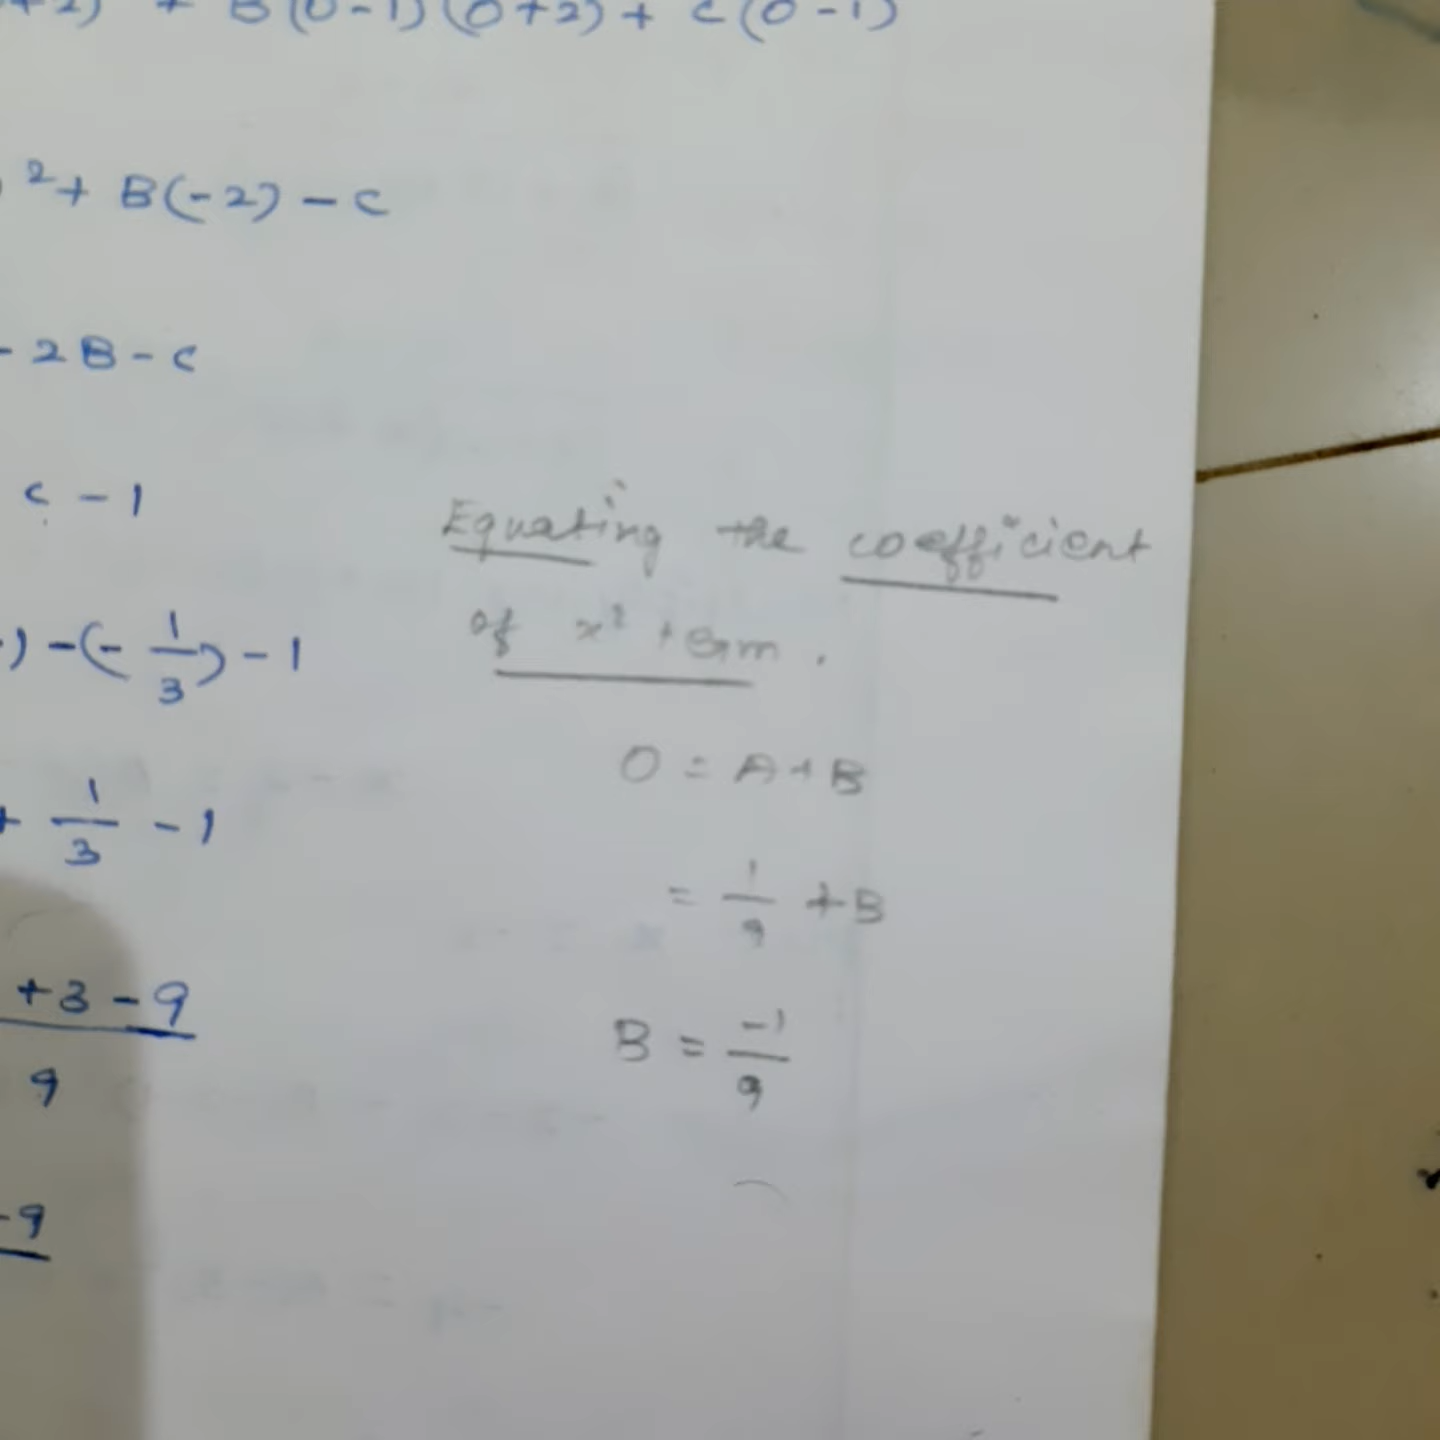 +2) + B(0-1)(0+2) + C(0-1)
)² + B(-2) - C
- 2B - C
C - 1
) - (- 1/3) - 1
+ 1/3 - 1
+3 - 9
9
-9
Equating the coefficient
of x² term.
0 = A + B
= 1/9 + B
B = -1/9